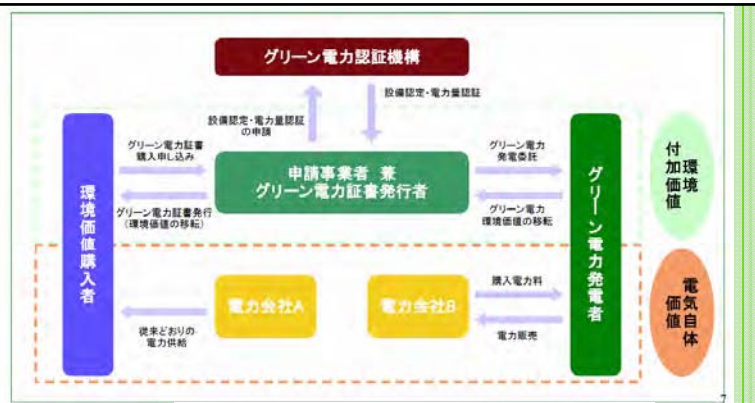 グリーン電力認証機構
設備認定・電力量認証
の申請
設備認定・電力量認証
環境価値購入者
グリーン電力証書
購入申し込み
グリーン電力証書発行
(環境価値の移転)
申請事業者 兼
グリーン電力証書発行者
グリーン電力
発電委託
グリーン電力
環境価値の移転
グリーン電力発電者
環境
付加価値
電力会社A
電力会社B
従来どおりの
電力供給
購入電力料
電力販売
電気自体
価値
7